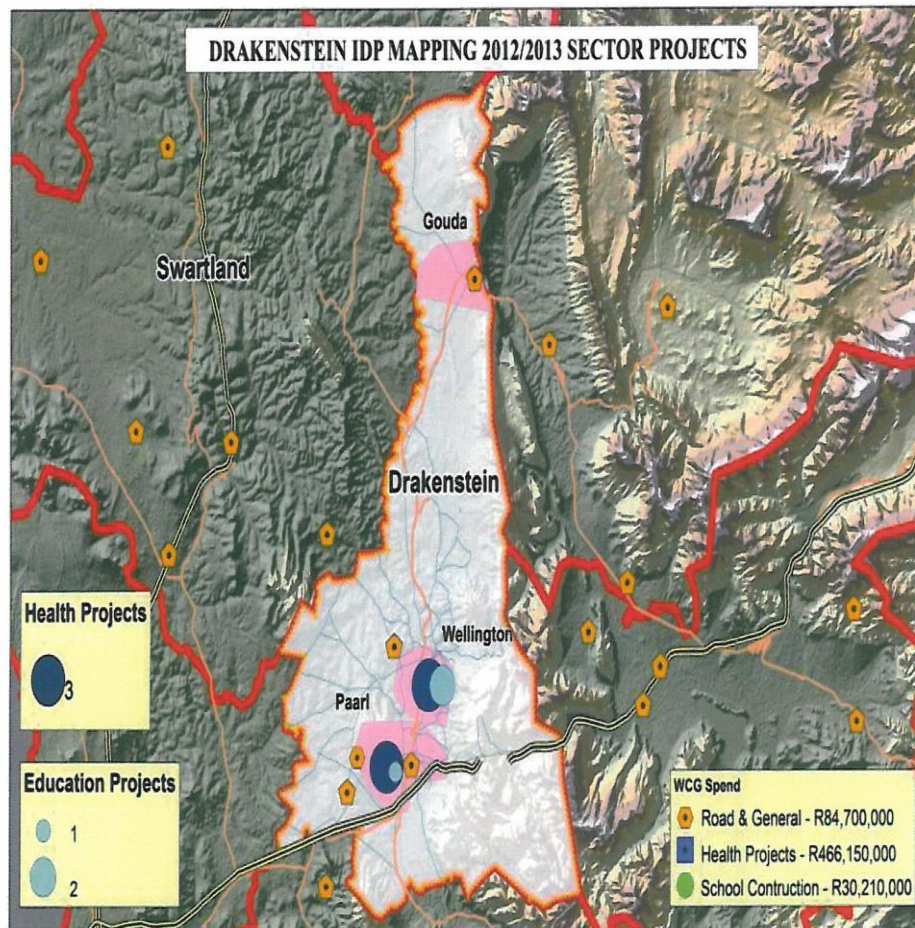 DRAKENSTEIN IDP MAPPING 2012/2013 SECTOR PROJECTS
Gouda
Swartland
Drakenstein
Wellington
Paarl
Health Projects
3
Education Projects
1
2
WCG Spend
Road & General - R84,700,000
Health Projects - R466,150,000
School Contruction - R30,210,000